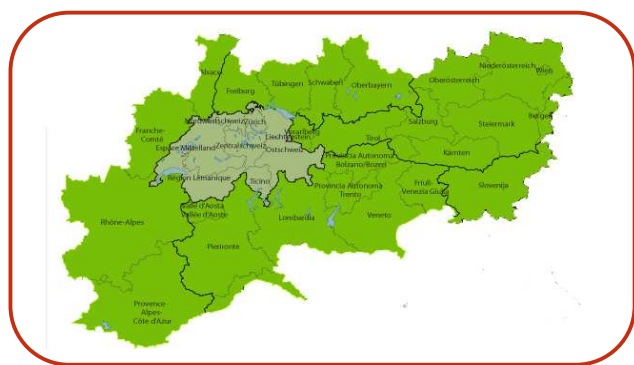 Alsace
Freiburg
Tübingen
Schwaben
Oberbayern
Oberösterreich
Niederösterreich
Wien
Nordwestschweiz
Zürich
Franche-
Comté
Espace Mittelland
Zentralschweiz
Liechtenstein
Vorarlberg
Ostschweiz
Tirol
Salzburg
Steiermark
Kärnten
Région Lémanique
Ticino
Provincia Autonoma
Bolzano/Bozen
Provincia Autonoma
Trento
Friuli-
Venezia Giulia
Slovenija
Valle d'Aosta
Vallée d'Aoste
Lombardia
Veneto
Rhône-Alpes
Piemonte
Provence-
Alpes-
Côte d'Azur